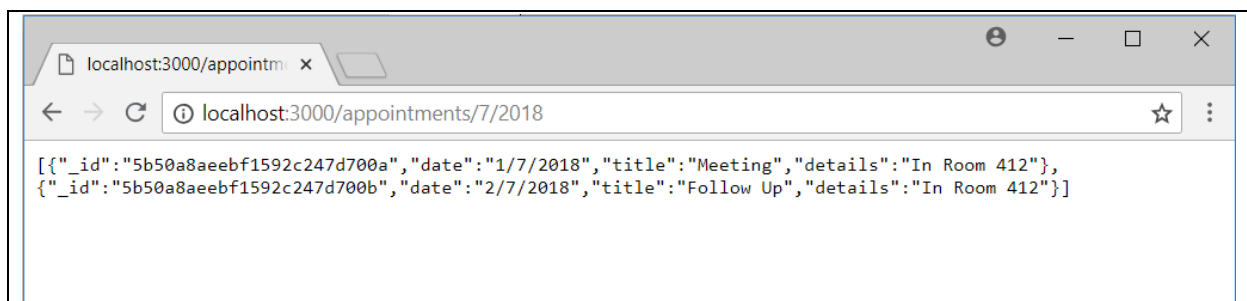 localhost:3000/appointm
localhost:3000/appointments/7/2018
[{"_id":"5b50a8aeebf1592c247d700a","date":"1/7/2018","title":"Meeting","details":"In Room 412"},
{"_id":"5b50a8aeebf1592c247d700b","date":"2/7/2018","title":"Follow Up","details":"In Room 412"}]